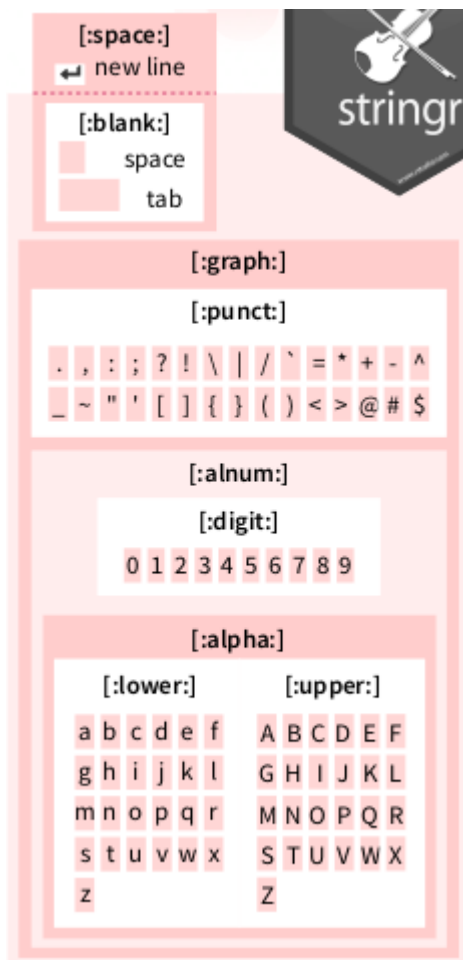 [:space:]
new line
[:blank:]
space
tab
stringr
[:graph:]
[:punct:]
. , : ; ? ! \ | / ` = * + - ^
_ ~ " ' [ ] { } ( ) < > @ # $
[:alnum:]
[:digit:]
0 1 2 3 4 5 6 7 8 9
[:alpha:]
[:lower:]
a b c d e f
g h i j k l
m n o p q r
s t u v w x
z
[:upper:]
A B C D E F
G H I J K L
M N O P Q R
S T U V W X
Z